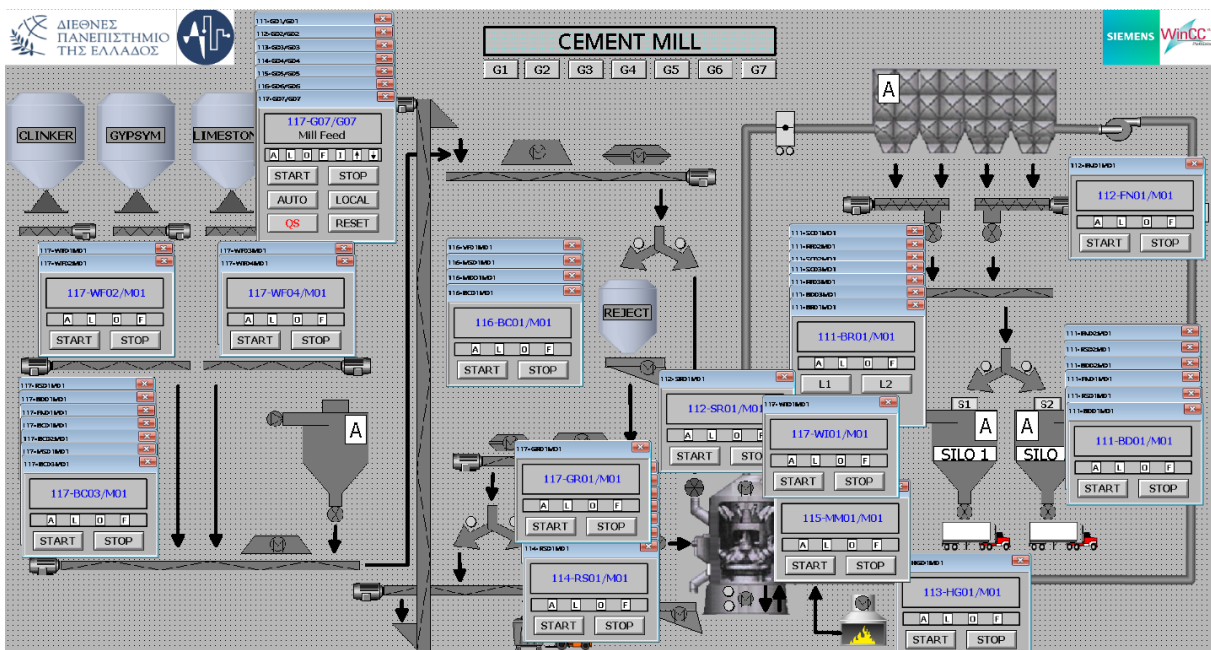 ΔΙΕΘΝΕΣ
ΠΑΝΕΠΙΣΤΗΜΙΟ
ΤΗΣ ΕΛΛΑΔΟΣ
CEMENT MILL
G1 G2 G3 G4 G5 G6 G7
SIEMENS WinCC
CLINKER
GYPSYM
LIMESTON
117-G07/G07
117-G07/G07
Mill Feed
A L O F I
START STOP
AUTO LOCAL
QS RESET
A
112-FN01/M01
A L O F
START STOP
117-WF02/M01
A L O F
START STOP
117-WF04/M01
A L O F
START STOP
116-BC01/M01
A L O F
START STOP
REJECT
111-BR01/M01
A L O F
L1 L2
117-BC03/M01
A L O F
START STOP
A
117-GR01/M01
A L O F
START STOP
114-RS01/M01
A L O F
START STOP
112-SR01/M01
A L O F
START
117-WI01/M01
A L O F
START STOP
115-MM01/M01
A L O F
START STOP
113-HG01/M01
A L O F
START STOP
S1 S2
A A
SILO 1 SILO
111-BD01/M01
A L O F
START STOP
M